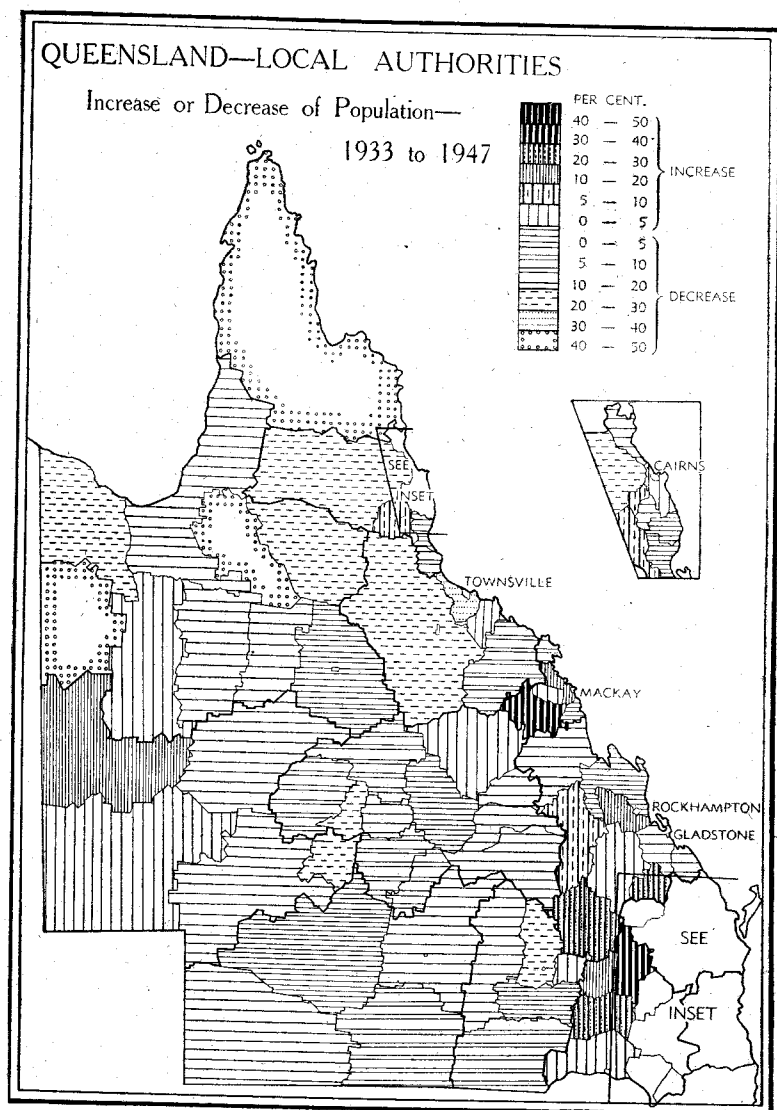 QUEENSLAND—LOCAL AUTHORITIES
Increase or Decrease of Population—
1933 to 1947
PER CENT.
40 — 50
30 — 40
20 — 30
10 — 20
5 — 10
0 — 5
INCREASE
0 — 5
5 — 10
10 — 20
20 — 30
30 — 40
40 — 50
DECREASE
SEE
INSET
CAIRNS
TOWNSVILLE
MACKAY
ROCKHAMPTON
GLADSTONE
SEE
INSET